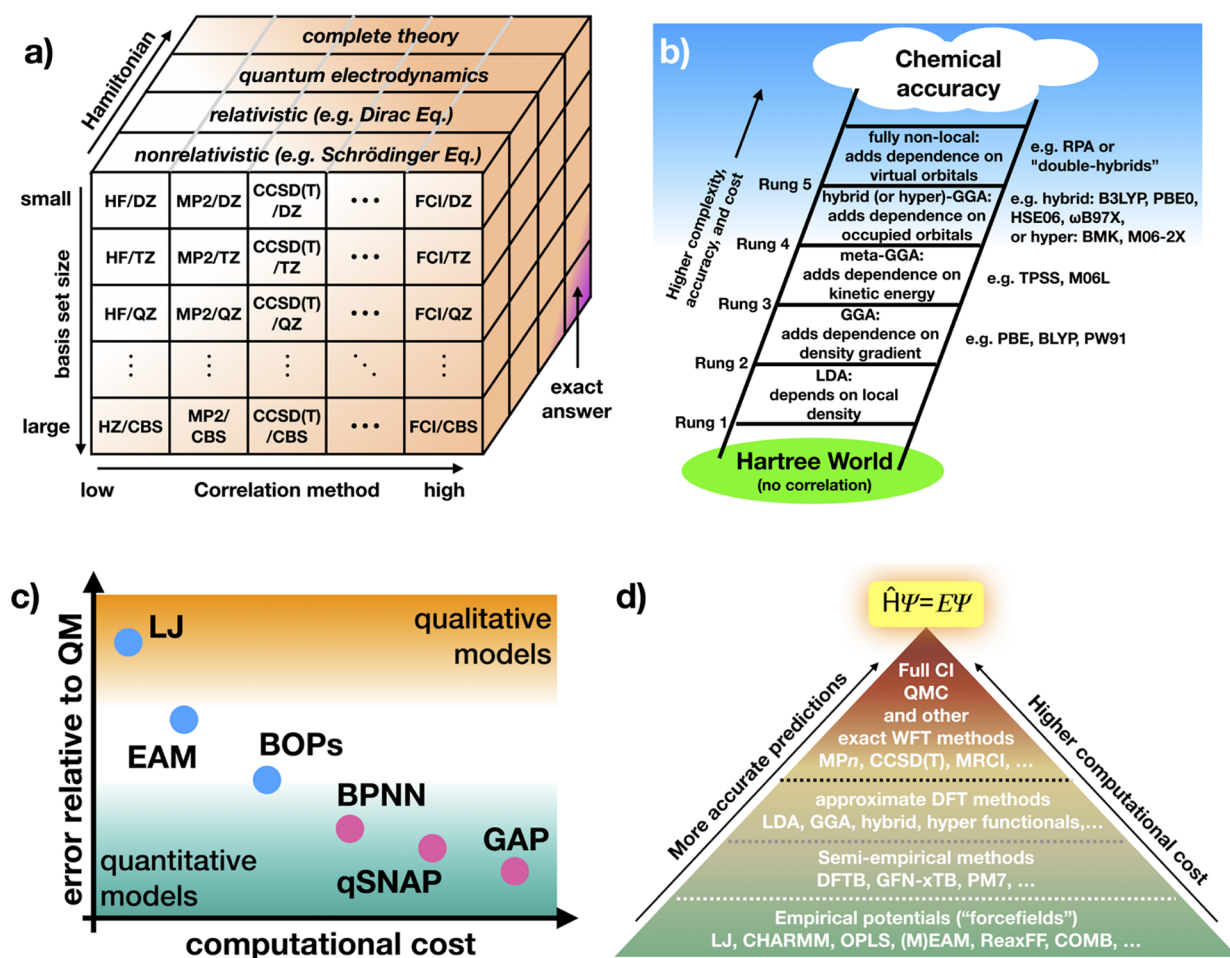 a)
Hamiltonian
complete theory
quantum electrodynamics
relativistic (e.g. Dirac Eq.)
nonrelativistic (e.g. Schrödinger Eq.)
small
basis set size
large
HF/DZ
MP2/DZ
CCSD(T)
/DZ
•••
FCI/DZ
HF/TZ
MP2/TZ
CCSD(T)
/TZ
•••
FCI/TZ
HF/QZ
MP2/QZ
CCSD(T)
/QZ
•••
FCI/QZ
HZ/CBS
MP2/
CBS
CCSD(T)
/CBS
•••
FCI/CBS
exact
answer
low
Correlation method
high
b)
Chemical
accuracy
Higher complexity,
accuracy, and cost
fully non-local:
adds dependence on
virtual orbitals
e.g. RPA or
"double-hybrids"
Rung 5
hybrid (or hyper)-GGA:
adds dependence on
occupied orbitals
e.g. hybrid: B3LYP, PBE0,
HSE06, ωB97X,
or hyper: BMK, M06-2X
Rung 4
meta-GGA:
adds dependence on
kinetic energy
e.g. TPSS, M06L
Rung 3
GGA:
adds dependence on
density gradient
e.g. PBE, BLYP, PW91
Rung 2
LDA:
depends on local
density
Rung 1
Hartree World
(no correlation)
c)
error relative to QM
LJ
qualitative
models
EAM
BOPs
BPNN
GAP
qSNAP
quantitative
models
computational cost
d)
ĤΨ=EΨ
More accurate predictions
Higher computational cost
Full CI
QMC
and other
exact WFT methods
MPn, CCSD(T), MRCI, ...
approximate DFT methods
LDA, GGA, hybrid, hyper functionals,...
Semi-empirical methods
DFTB, GFN-xTB, PM7, ...
Empirical potentials (“forcefields”)
LJ, CHARMM, OPLS, (M)EAM, ReaxFF, COMB, ...